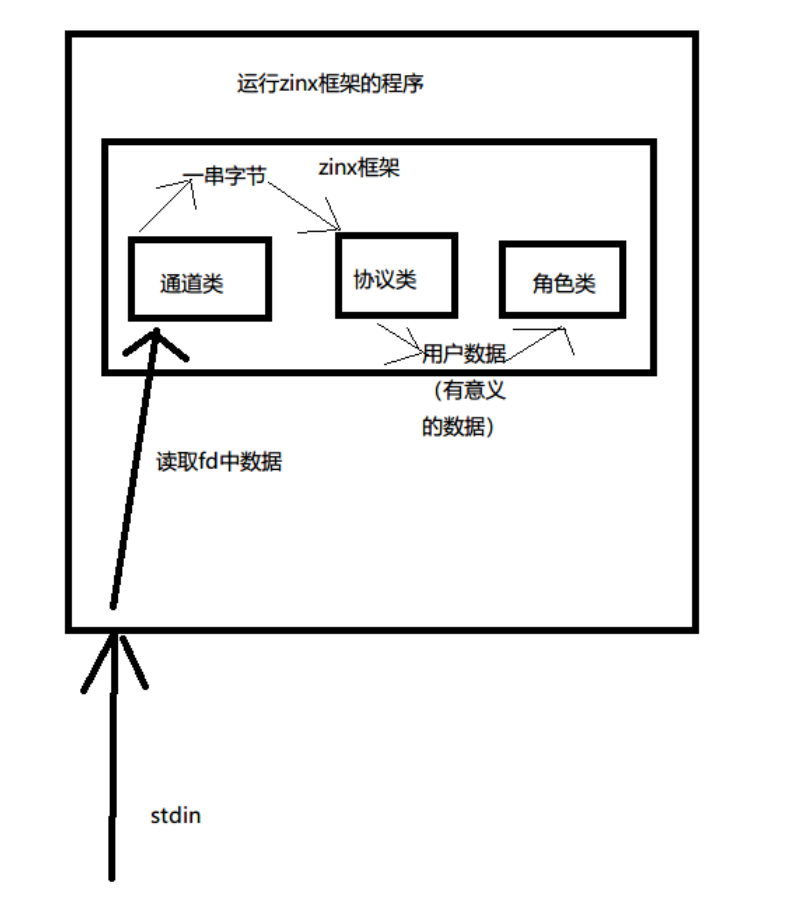 运行zinx框架的程序
一串字节
zinx框架
通道类
协议类
角色类
用户数据
（有意义
的数据）
读取fd中数据
stdin